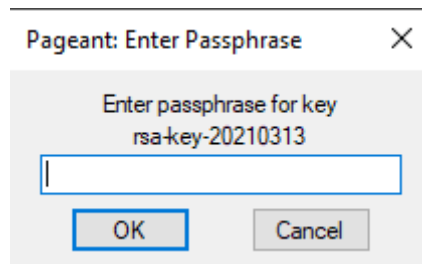 Pageant: Enter Passphrase
Enter passphrase for key
rsa-key-20210313
OK Cancel